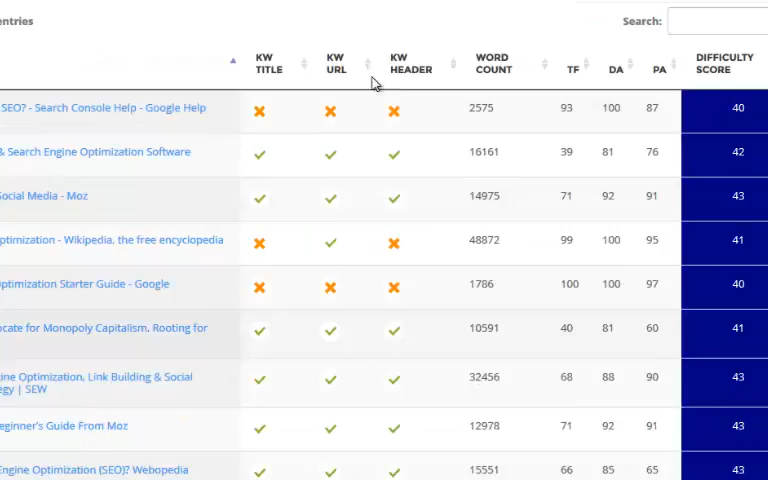 entries
Search:
KW TITLE KW URL KW HEADER WORD COUNT TF DA PA DIFFICULTY SCORE
SEO? - Search Console Help - Google Help 2575 93 100 87 40
& Search Engine Optimization Software 16161 39 81 76 42
Social Media - Moz 14975 71 92 91 43
ptimization - Wikipedia, the free encyclopedia 48872 99 100 95 41
Optimization Starter Guide - Google 1786 100 100 97 40
ocate for Monopoly Capitalism, Rooting for 10591 40 81 60 41
ine Optimization, Link Building & Social 32456 68 88 90 43
egy | SEW
eginner's Guide From Moz 12978 71 92 91 43
Engine Optimization (SEO)? Webopedia 15551 66 85 65 43